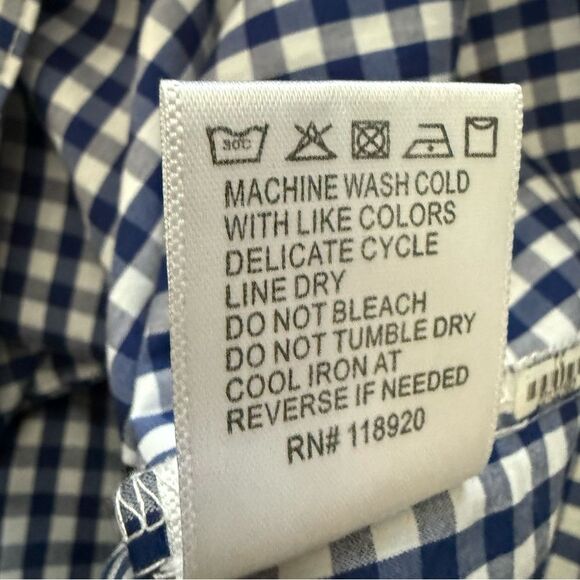 30C
MACHINE WASH COLD
WITH LIKE COLORS
DELICATE CYCLE
LINE DRY
DO NOT BLEACH
DO NOT TUMBLE DRY
COOL IRON AT
REVERSE IF NEEDED
RN# 118920